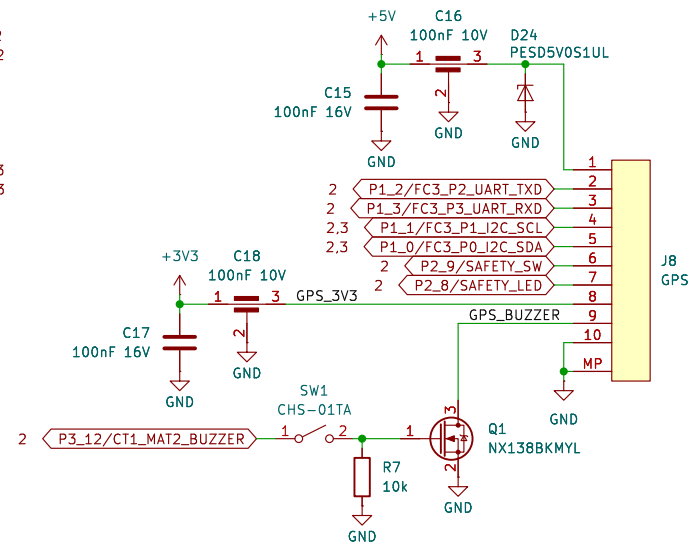 +5V
C16
100nF 10V
D24
PESD5V0S1UL
1
3
2
C15
100nF 16V
GND
GND
GND
1
2 P1_2/FC3_P2_UART_TXD 2
2 P1_3/FC3_P3_UART_RXD 3
2,3 P1_1/FC3_P1_I2C_SCL 4
2,3 P1_0/FC3_P0_I2C_SDA 5
2 P2_9/SAFETY_SW 6
2 P2_8/SAFETY_LED 7
J8
GPS
+3V3
C18
100nF 10V
1
3
GPS_3V3
8
2
GPS_BUZZER
9
C17
100nF 16V
10
MP
GND
GND
GND
SW1
CHS-01TA
2 P3_12/CT1_MAT2_BUZZER
1
2
1
3
2
Q1
NX138BKMYL
R7
10k
GND
GND
2
2
3
3